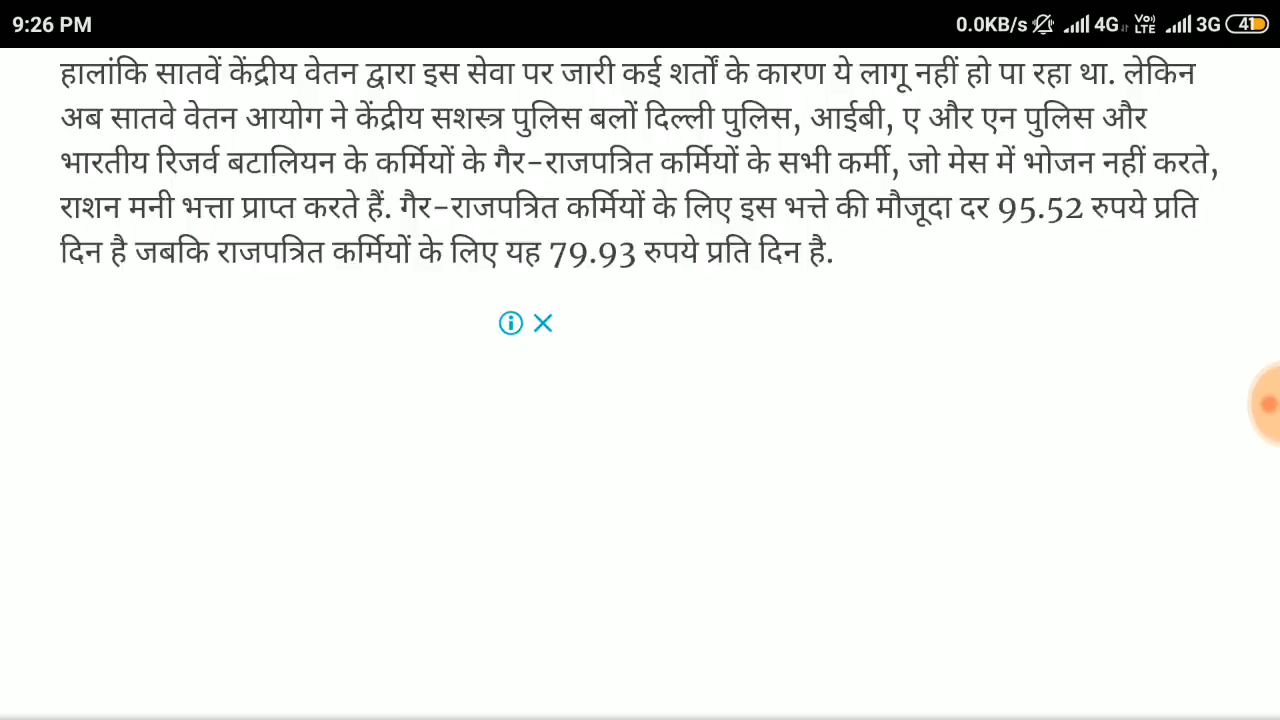 9:26 PM 0.0KB/s 4G Vo) LTE 3G 41
हालांकि सातवें केंद्रीय वेतन द्वारा इस सेवा पर जारी कई शर्तों के कारण ये लागू नहीं हो पा रहा था. लेकिन
अब सातवे वेतन आयोग ने केंद्रीय सशस्त्र पुलिस बलों दिल्ली पुलिस, आईबी, ए और एन पुलिस और
भारतीय रिजर्व बटालियन के कर्मियों के गैर-राजपत्रित कर्मियों के सभी कर्मी, जो मेस में भोजन नहीं करते,
राशन मनी भत्ता प्राप्त करते हैं. गैर-राजपत्रित कर्मियों के लिए इस भत्ते की मौजूदा दर 95.52 रुपये प्रति
दिन है जबकि राजपत्रित कर्मियों के लिए यह 79.93 रुपये प्रति दिन है.